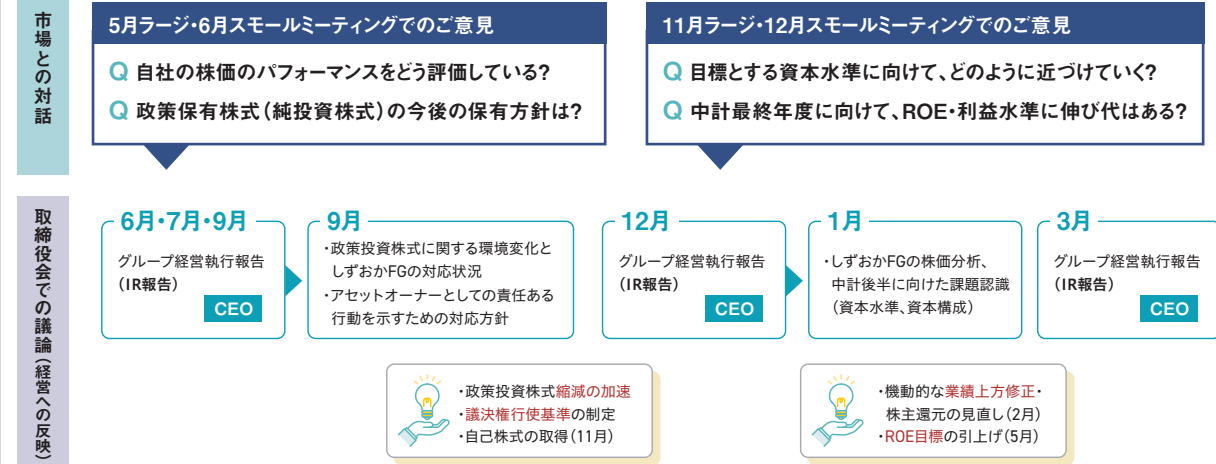 市場との対話
5月ラージ・6月スモールミーティングでのご意見
Q 自社の株価のパフォーマンスをどう評価している?
Q 政策保有株式(純投資株式)の今後の保有方針は?
11月ラージ・12月スモールミーティングでのご意見
Q 目標とする資本水準に向けて、どのように近づけていく?
Q 中計最終年度に向けて、ROE・利益水準に伸び代はある?
取締役会での議論(経営への反映)
6月・7月・9月
グループ経営執行報告
(IR報告)
CEO
9月
・政策投資株式に関する環境変化と
しずおかFGの対応状況
・アセットオーナーとしての責任ある
行動を示すための対応方針
12月
グループ経営執行報告
(IR報告)
CEO
1月
・しずおかFGの株価分析、
中計後半に向けた課題認識
(資本水準、資本構成)
3月
グループ経営執行報告
(IR報告)
CEO
・政策投資株式縮減の加速
・議決権行使基準の制定
・自己株式の取得(11月)
・機動的な業績上方修正・
株主還元の見直し(2月)
・ROE目標の引上げ(5月)